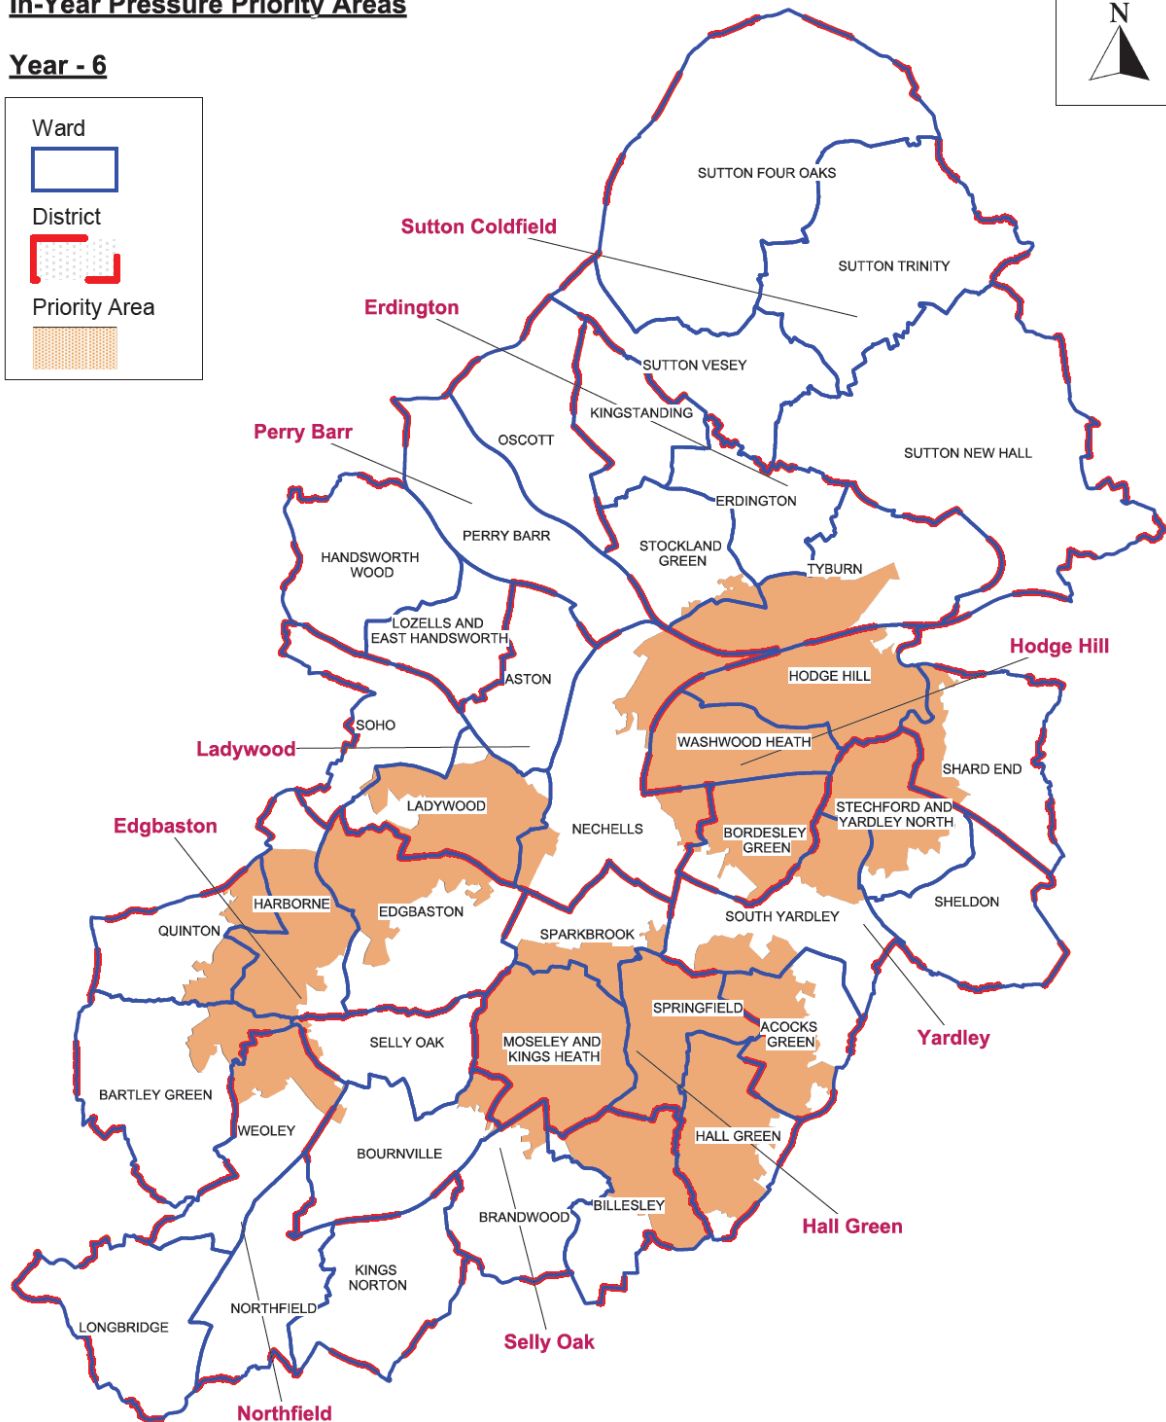 In-Year Pressure Priority Areas
Year - 6
N
Ward
District
Priority Area
SUTTON FOUR OAKS
Sutton Coldfield
SUTTON TRINITY
Erdington
SUTTON VESEY
KINGSTANDING
Perry Barr
OSCOTT
SUTTON NEW HALL
ERDINGTON
PERRY BARR
STOCKLAND
GREEN
HANDSWORTH
WOOD
TYBURN
LOZELLS AND
EAST HANDSWORTH
Hodge Hill
HODGE HILL
ASTON
SOHO
WASHWOOD HEATH
Ladywood
SHARD END
LADYWOOD
STECHFORD AND
YARDLEY NORTH
Edgbaston
NECHELLS
BORDESLEY
GREEN
HARBORNE
SHELDON
EDGBASTON
SOUTH YARDLEY
QUINTON
SPARKBROOK
SPRINGFIELD
ACOCKS
GREEN
Yardley
SELLY OAK
MOSELEY AND
KINGS HEATH
BARTLEY GREEN
WEOLEY
HALL GREEN
BOURNVILLE
BILLESLEY
BRANDWOOD
Hall Green
KINGS
NORTON
NORTHFIELD
LONGBRIDGE
Selly Oak
Northfield